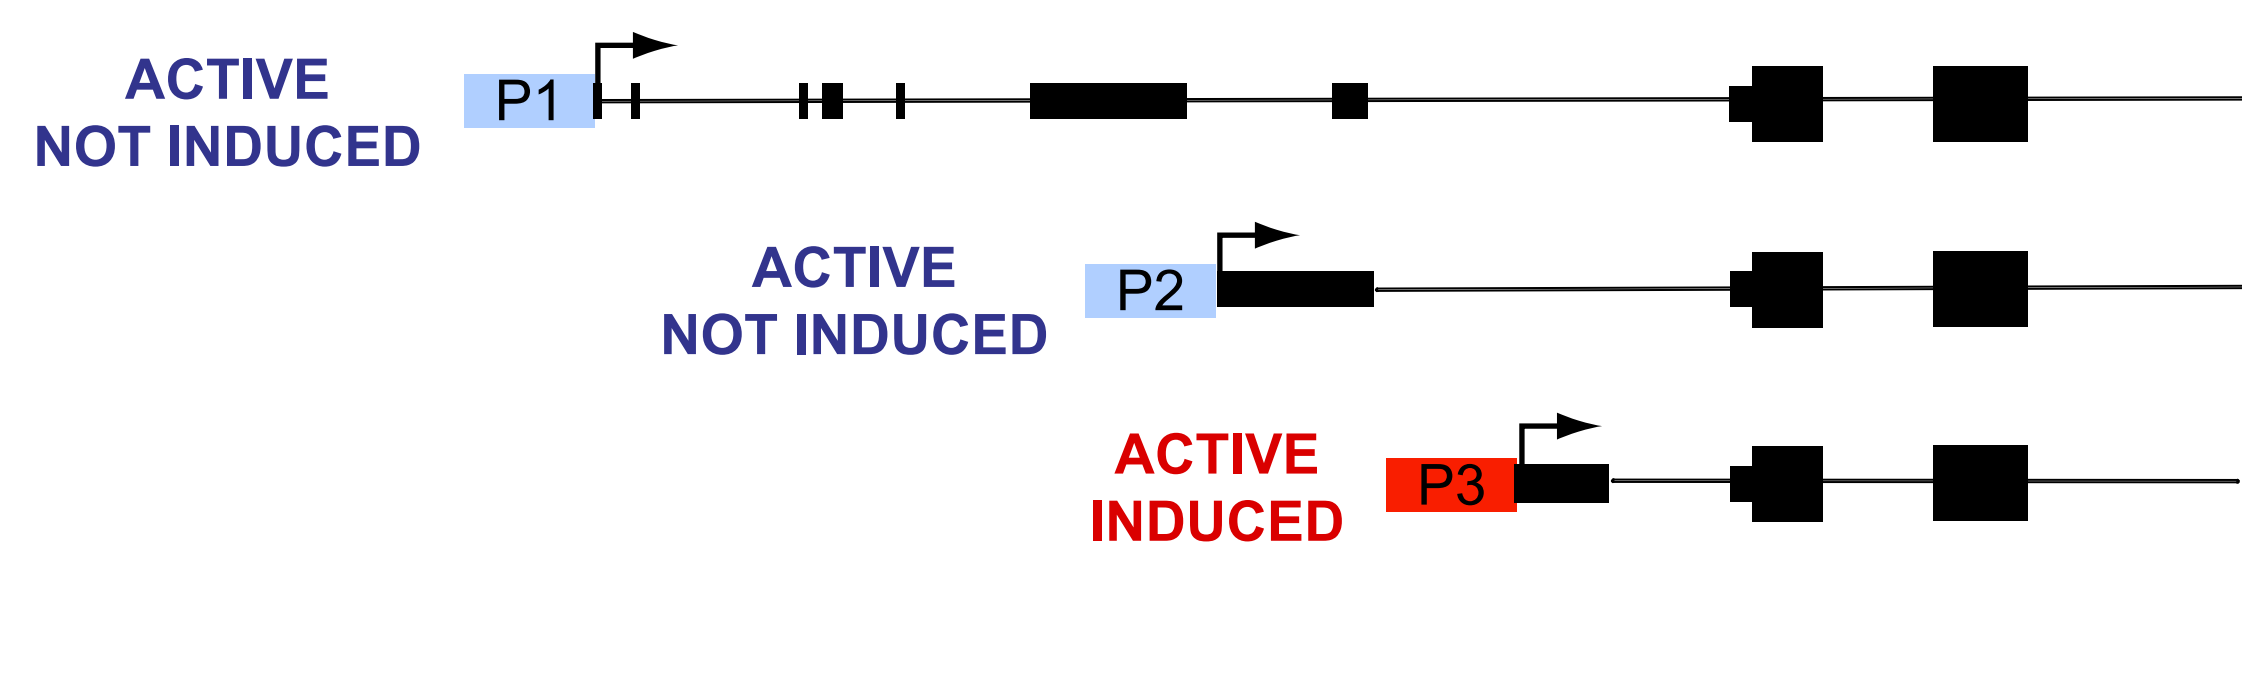 ACTIVE
NOT INDUCED
P1
ACTIVE
NOT INDUCED
P2
ACTIVE
INDUCED
P3